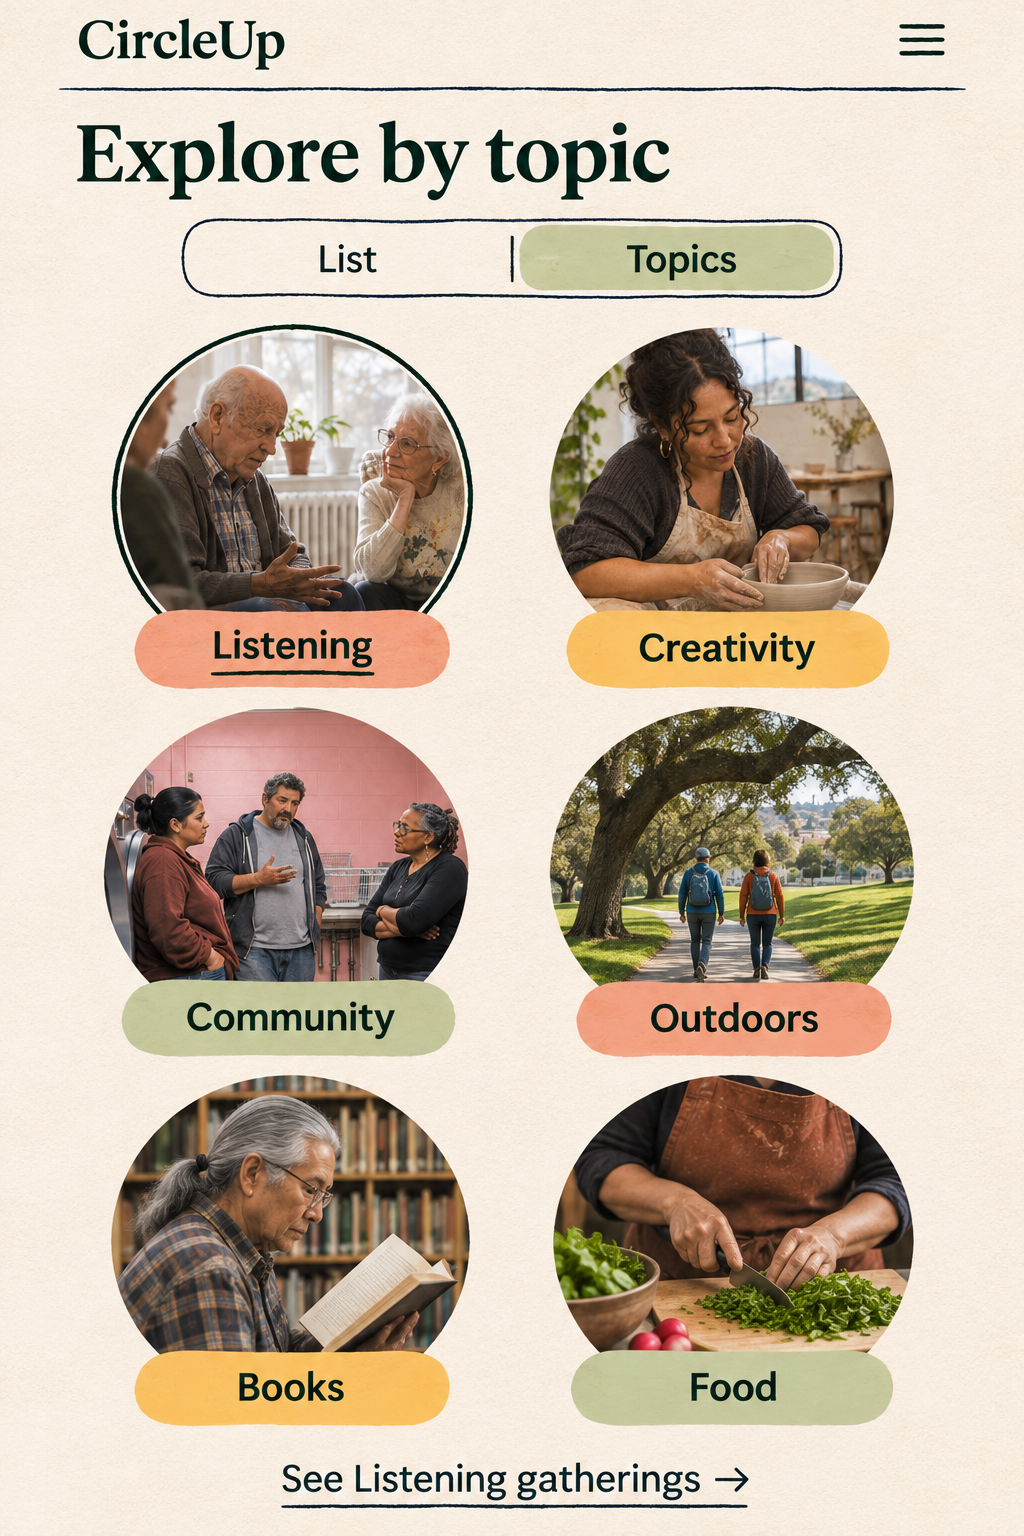 CircleUp
Explore by topic
List
Topics
Listening
Creativity
Community
Outdoors
Books
Food
See Listening gatherings →